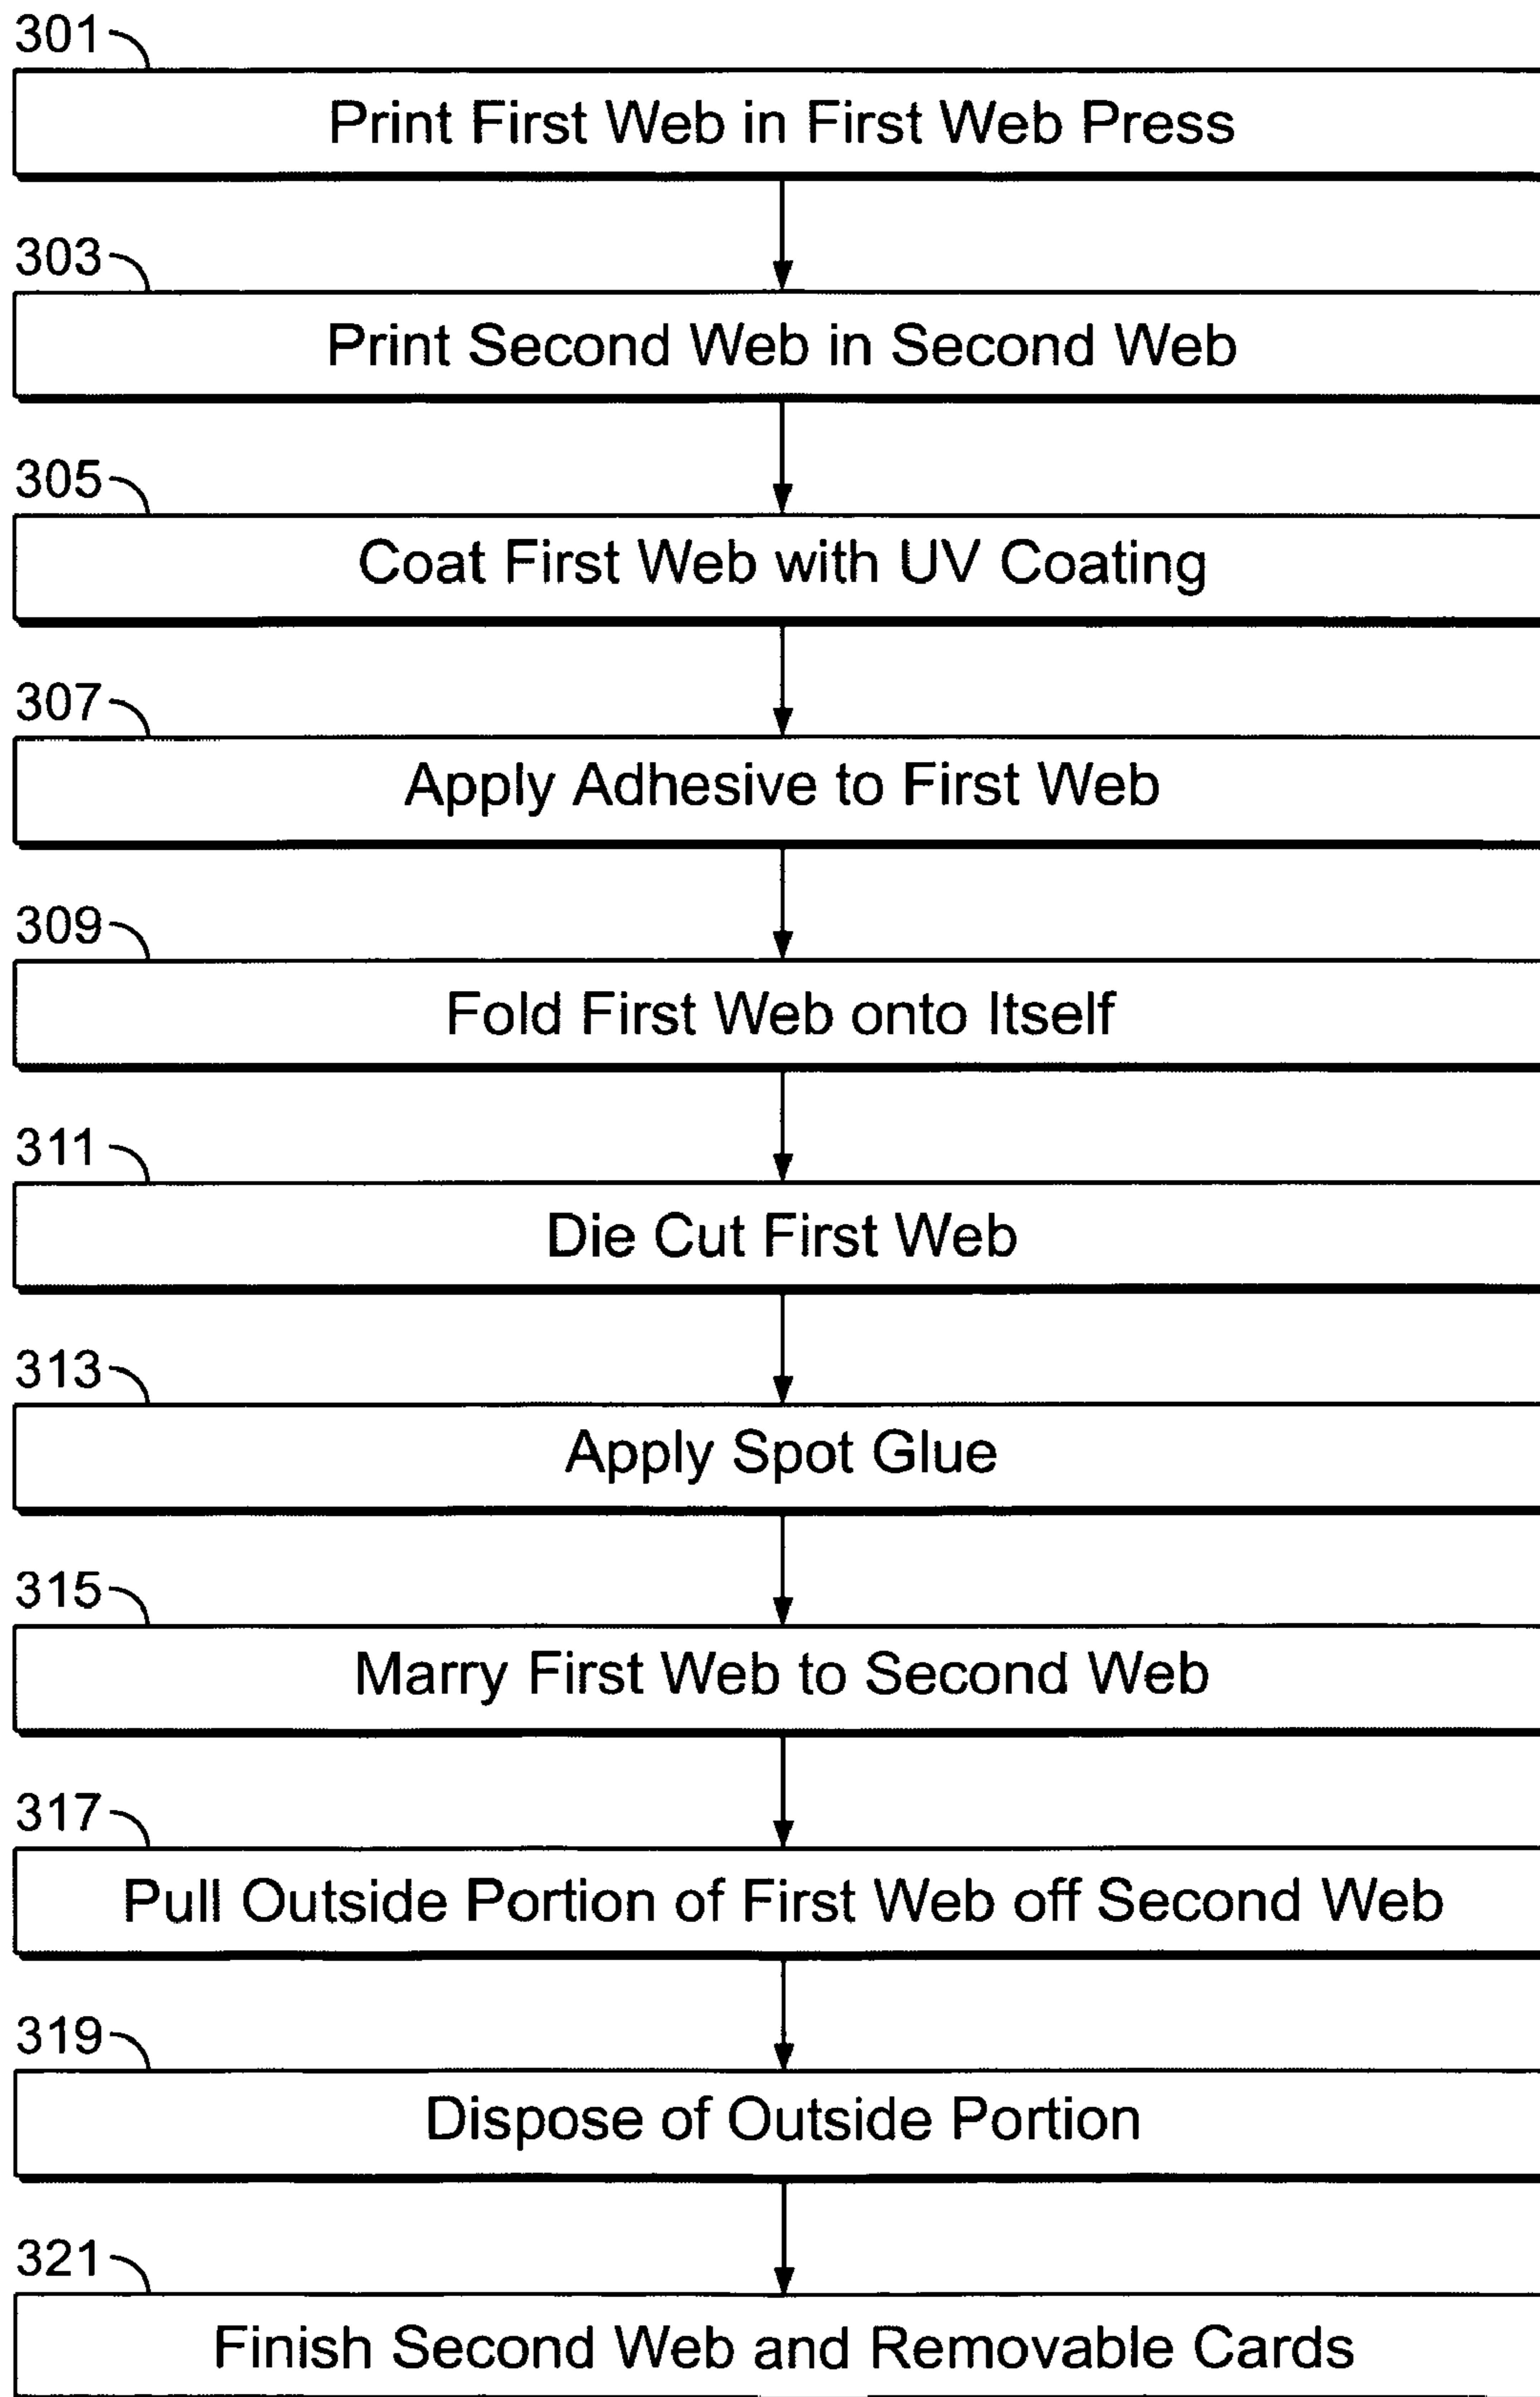 301
Print First Web in First Web Press
303
Print Second Web in Second Web
305
Coat First Web with UV Coating
307
Apply Adhesive to First Web
309
Fold First Web onto Itself
311
Die Cut First Web
313
Apply Spot Glue
315
Marry First Web to Second Web
317
Pull Outside Portion of First Web off Second Web
319
Dispose of Outside Portion
321
Finish Second Web and Removable Cards